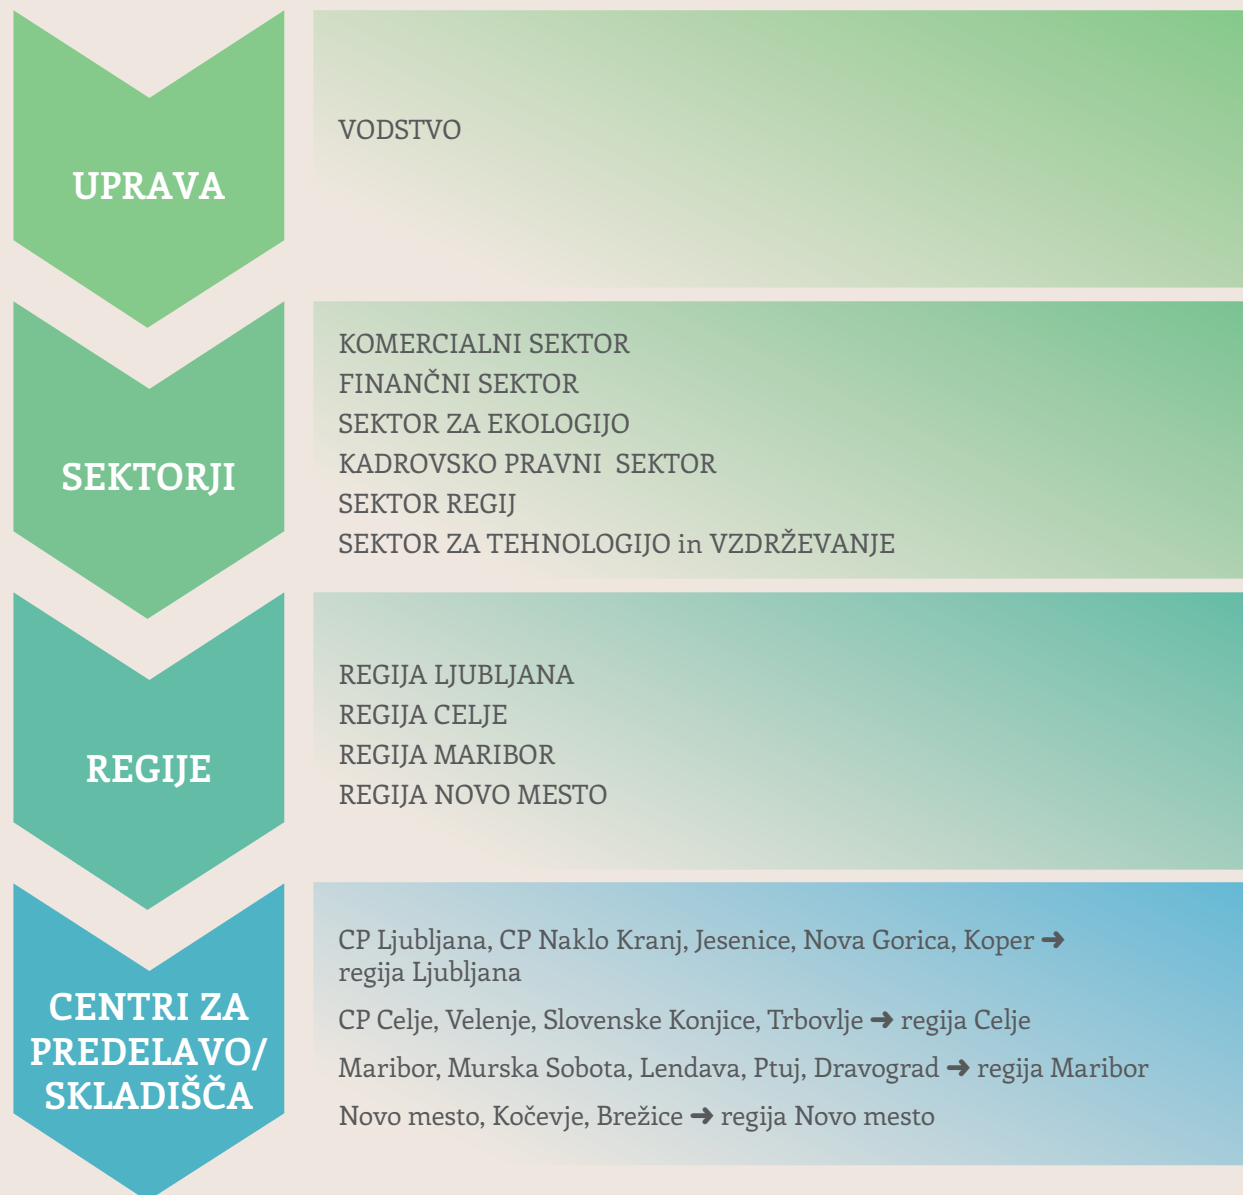 UPRAVA
VODSTVO
SEKTORJI
KOMERCIALNI SEKTOR
FINANČNI SEKTOR
SEKTOR ZA EKOLOGIJO
KADROVSKO PRAVNI  SEKTOR
SEKTOR REGIJ
SEKTOR ZA TEHNOLOGIJO in VZDRŽEVANJE
REGIJE
REGIJA LJUBLJANA
REGIJA CELJE
REGIJA MARIBOR
REGIJA NOVO MESTO
CENTRI ZA
PREDELAVO/
SKLADIŠČA
CP Ljubljana, CP Naklo Kranj, Jesenice, Nova Gorica, Koper ➜
regija Ljubljana
CP Celje, Velenje, Slovenske Konjice, Trbovlje ➜ regija Celje
Maribor, Murska Sobota, Lendava, Ptuj, Dravograd ➜ regija Maribor
Novo mesto, Kočevje, Brežice ➜ regija Novo mesto